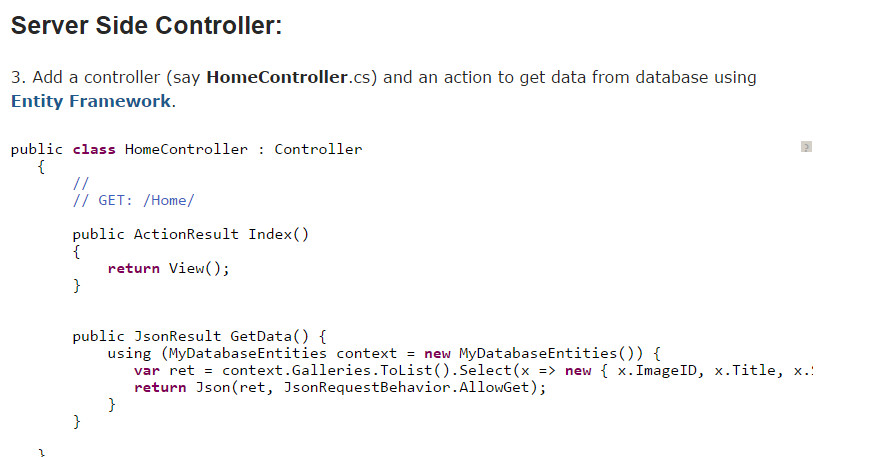 Server Side Controller:
3. Add a controller (say HomeController.cs) and an action to get data from database using
Entity Framework.
?
public class HomeController : Controller
{
//
// GET: /Home/
public ActionResult Index()
{
return View();
}
public JsonResult GetData() {
using (MyDatabaseEntities context = new MyDatabaseEntities()) {
var ret = context.Galleries.ToList().Select(x => new { x.ImageID, x.Title, x.
return Json(ret, JsonRequestBehavior.AllowGet);
}
}
}